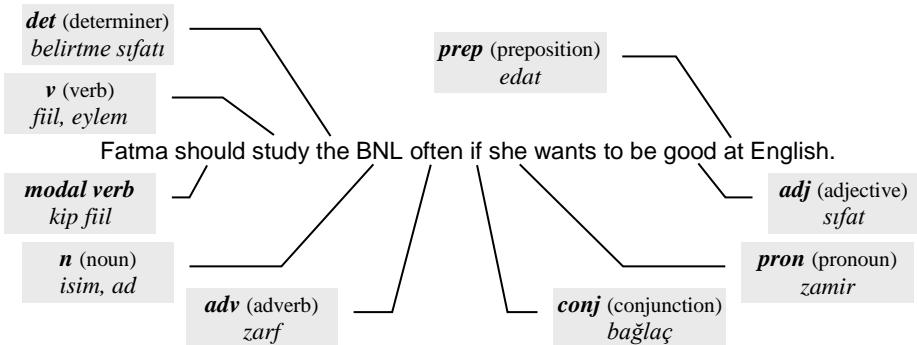 det (determiner)
belirtme sıfatı
prep (preposition)
edat
v (verb)
fiil, eylem
Fatma should study the BNL often if she wants to be good at English.
modal verb
kip fiil
adj (adjective)
sıfat
n (noun)
isim, ad
pron (pronoun)
zamir
adv (adverb)
zarf
conj (conjunction)
bağlaç